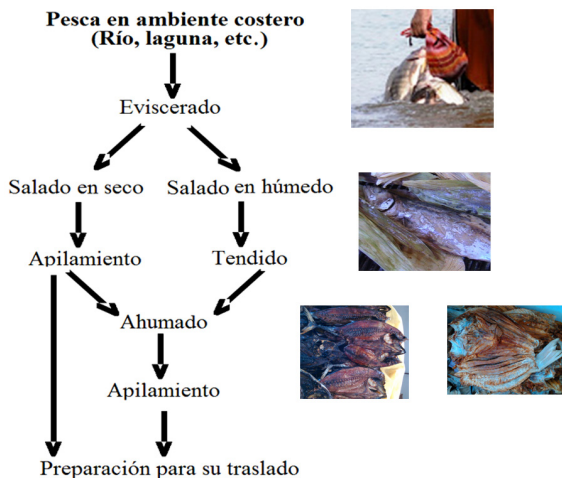 Pesca en ambiente costero
(Río, laguna, etc.)
Eviscerado
Salado en seco
Salado en húmedo
Apilamiento
Tendido
Ahumado
Apilamiento
Preparación para su traslado